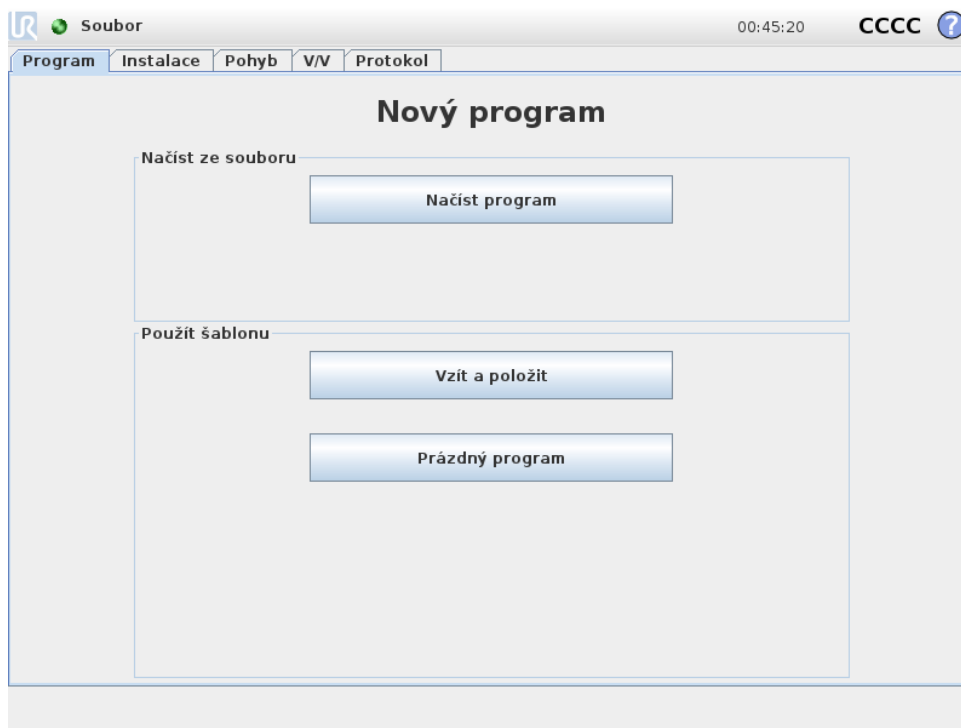 UR Soubor 00:45:20 CCCC ?
Program Instalace Pohyb V/V Protokol
Nový program
Načíst ze souboru
Načíst program
Použít šablonu
Vzít a položit
Prázdný program